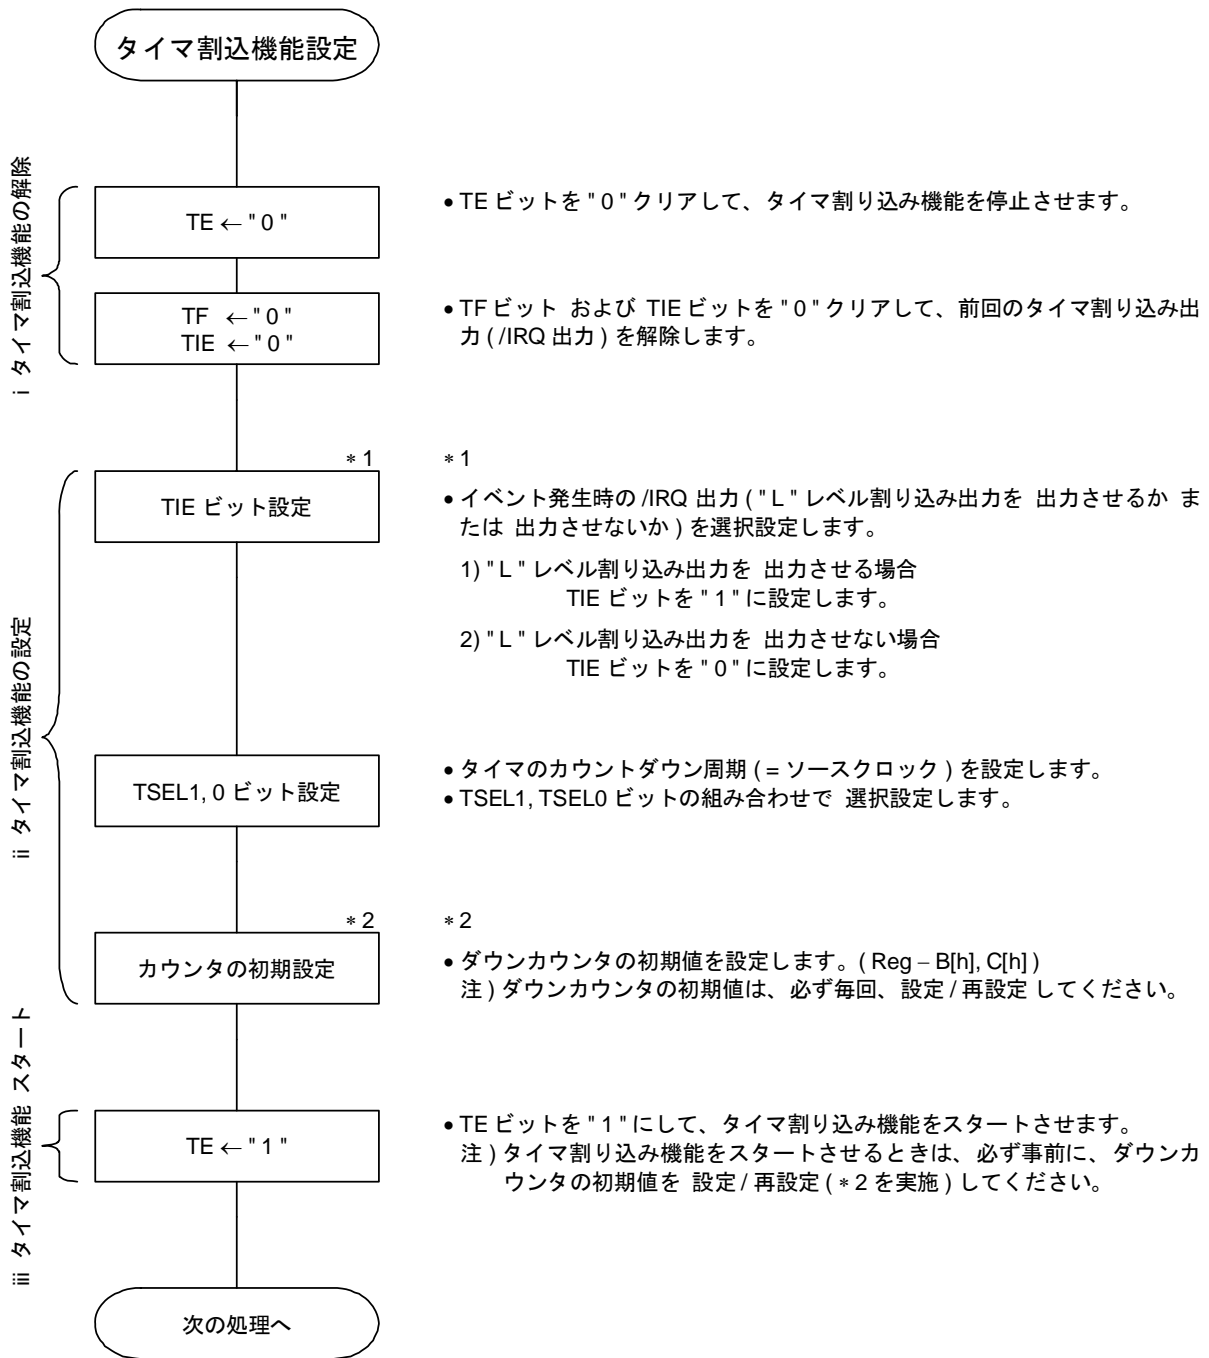 タイマ割込機能設定
i タイマ割込機能の解除
TE ← " 0 "
• TE ビットを " 0 " クリアして、タイマ割り込み機能を停止させます。
TF ← " 0 "
TIE ← " 0 "
• TF ビット および TIE ビットを " 0 " クリアして、前回のタイマ割り込み出
力 ( /IRQ 出力 ) を解除します。
ii タイマ割込機能の設定
* 1
TIE ビット設定
* 1
• イベント発生時の /IRQ 出力 ( " L " レベル割り込み出力を 出力させるか ま
たは 出力させないか ) を選択設定します。
1) " L " レベル割り込み出力を 出力させる場合
TIE ビットを " 1 " に設定します。
2) " L " レベル割り込み出力を 出力させない場合
TIE ビットを " 0 " に設定します。
TSEL1, 0 ビット設定
• タイマのカウントダウン周期 ( = ソースクロック ) を設定します。
• TSEL1, TSEL0 ビットの組み合わせで 選択設定します。
* 2
カウンタの初期設定
* 2
• ダウンカウンタの初期値を設定します。( Reg – B[h], C[h] )
注 ) ダウンカウンタの初期値は、必ず毎回、設定 / 再設定 してください。
iii タイマ割込機能 スタート
TE ← " 1 "
• TE ビットを " 1 " にして、タイマ割り込み機能をスタートさせます。
注 ) タイマ割り込み機能をスタートさせるときは、必ず事前に、ダウンカ
ウンタの初期値を 設定 / 再設定 ( * 2 を実施 ) してください。
次の処理へ